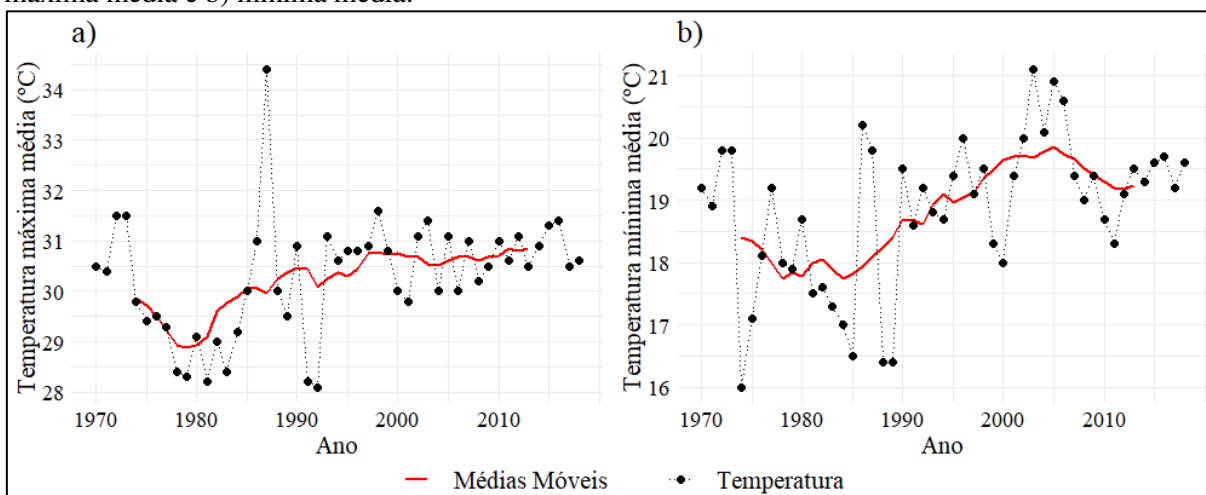 máxima média e b) mínima média.
a)
Temperatura máxima média (°C)
34
33
32
31
30
29
28
1970 1980 1990 2000 2010
Ano
b)
Temperatura mínima média (°C)
21
20
19
18
17
16
1970 1980 1990 2000 2010
Ano
Médias Móveis Temperatura